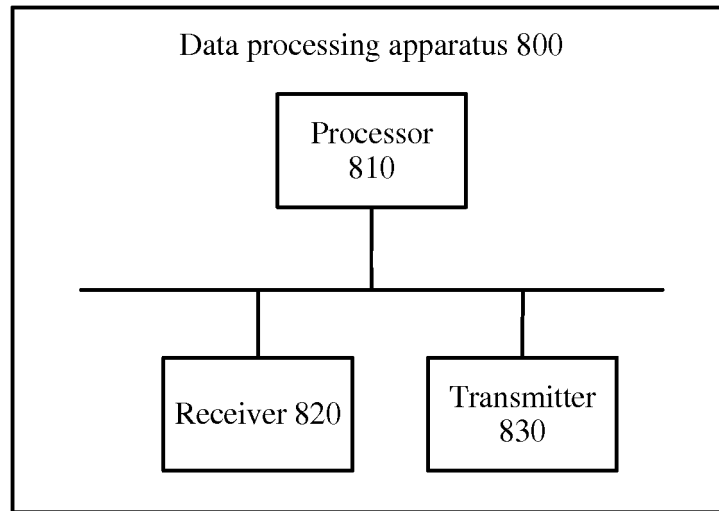 Data processing apparatus 800
Processor
810
Receiver 820
Transmitter
830